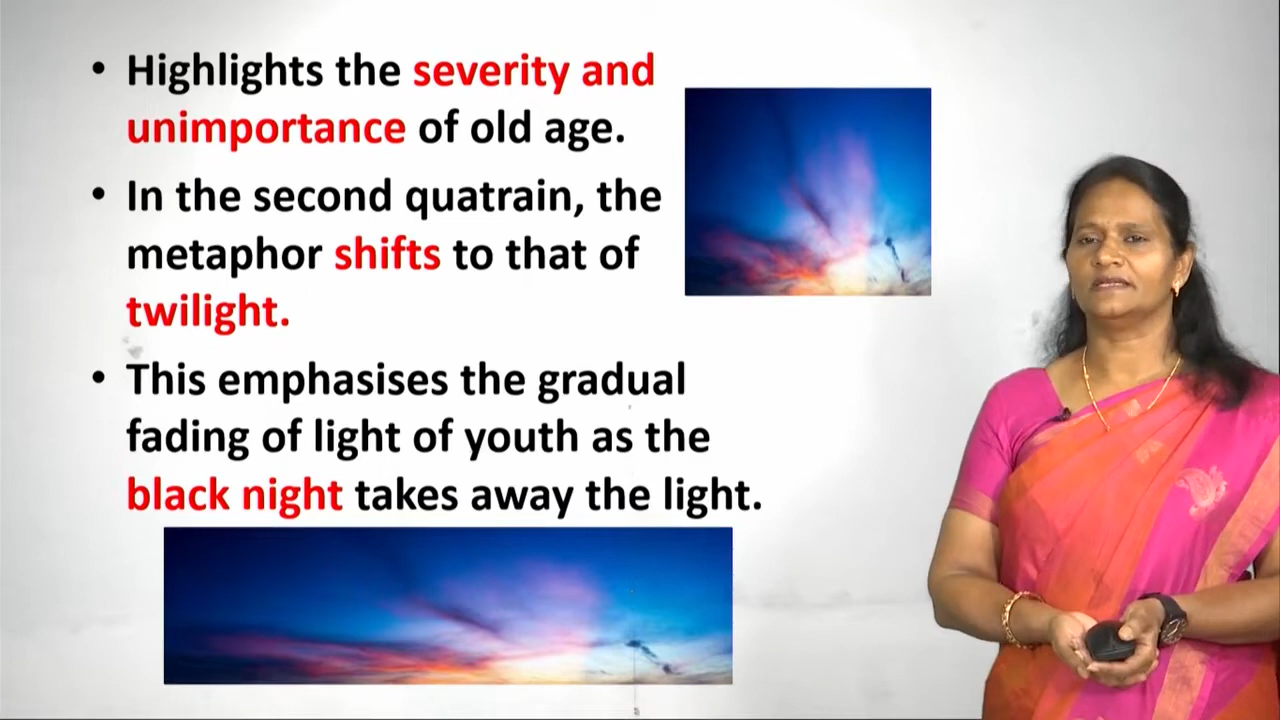 • Highlights the severity and
unimportance of old age.
• In the second quatrain, the
metaphor shifts to that of
twilight.
• This emphasises the gradual
fading of light of youth as the
black night takes away the light.